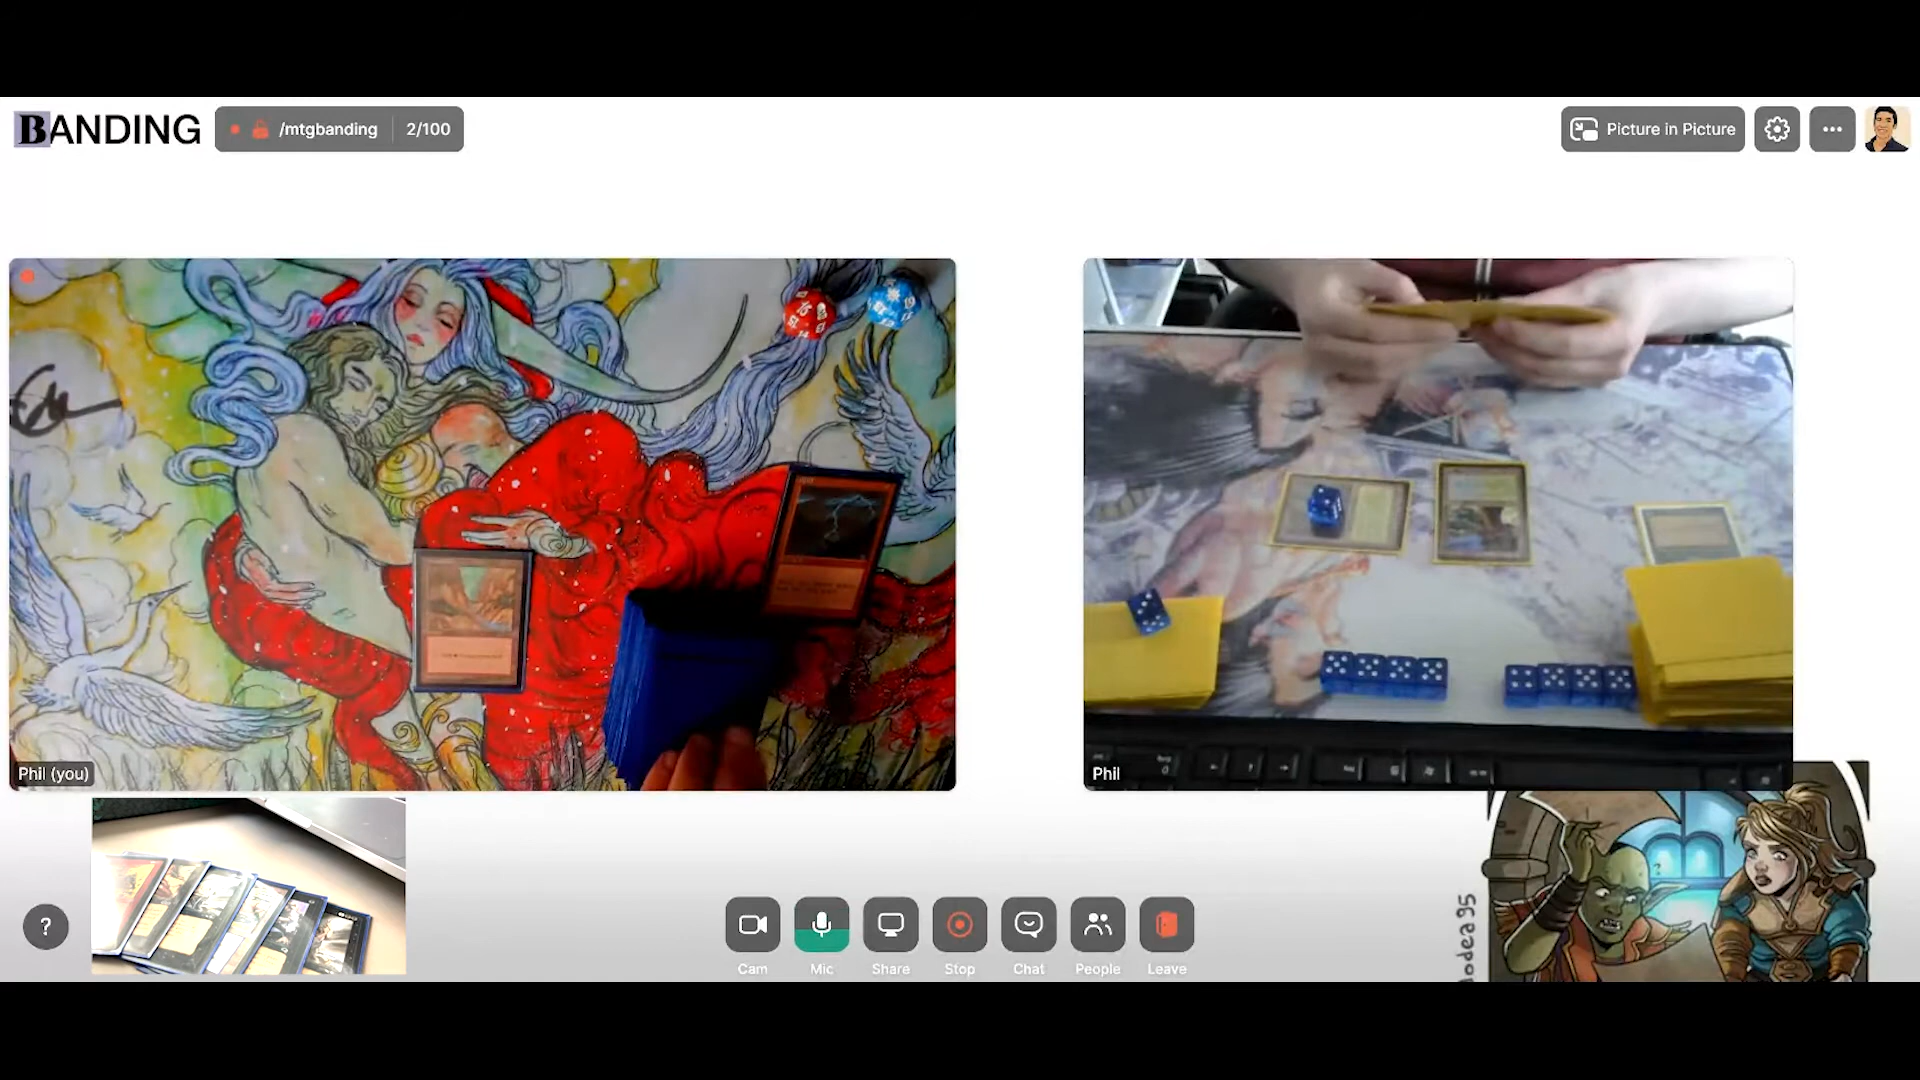 BANDING
/mtgbanding
2/100
Picture in Picture
Phil (you)
Phil
?
Cam
Mic
Share
Stop
Chat
People
Leave